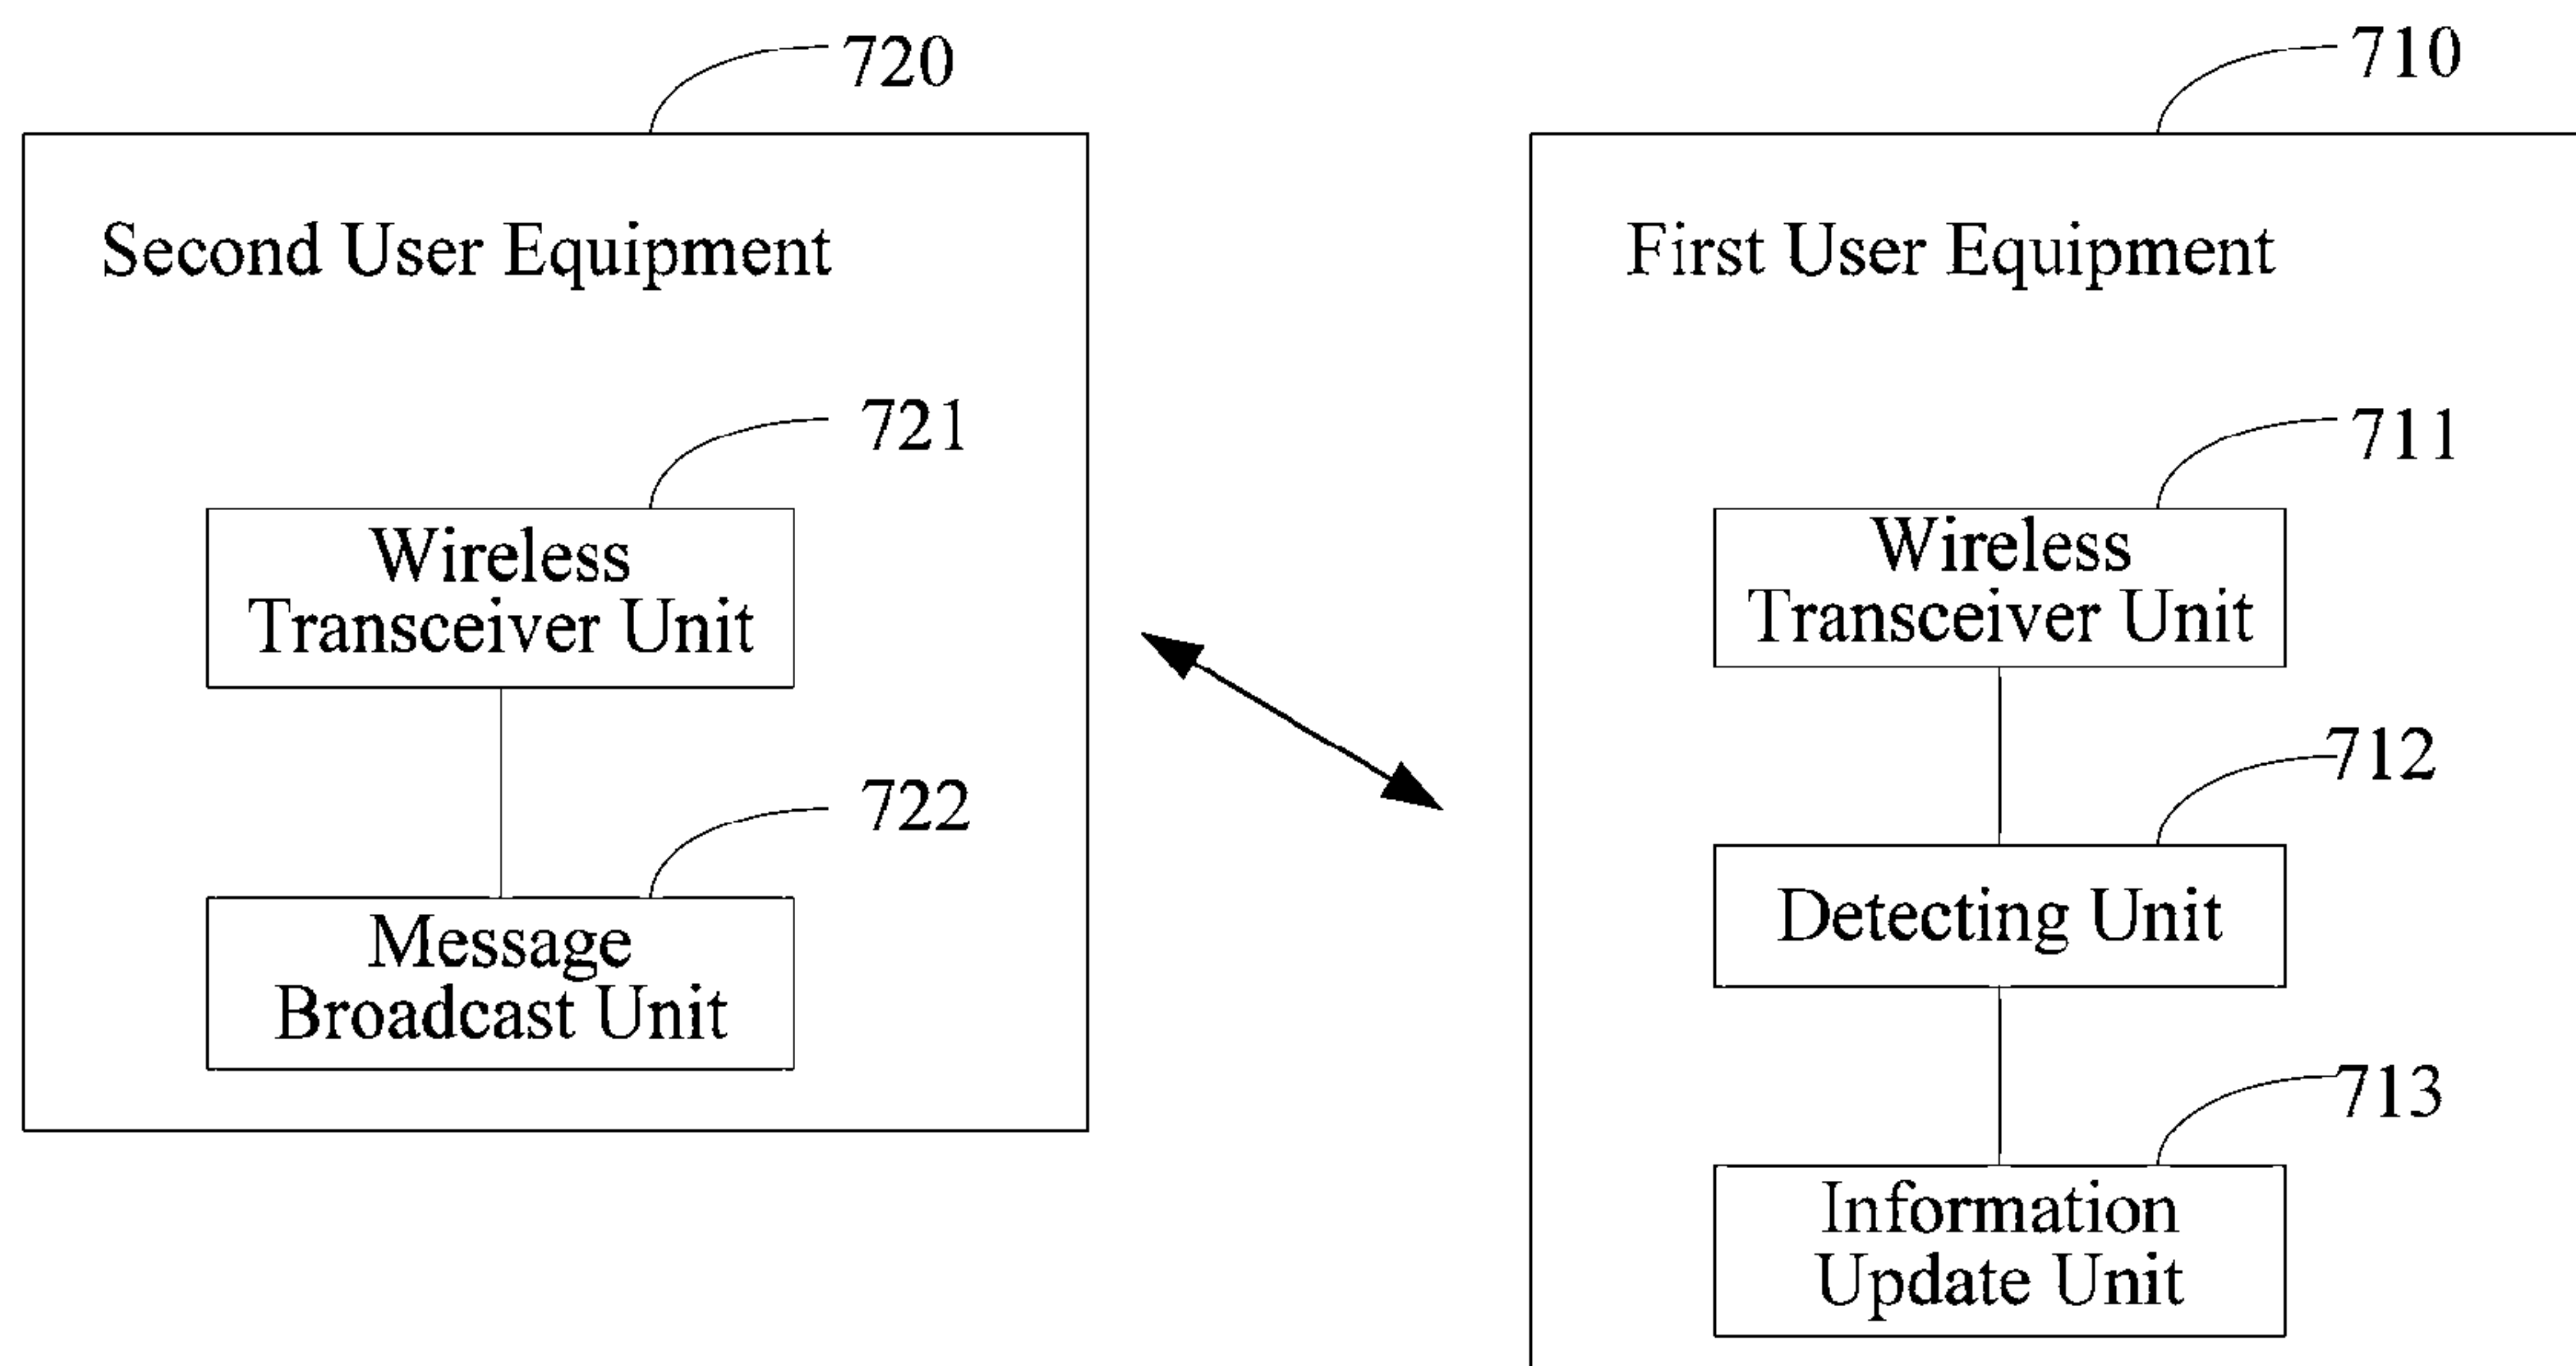 720
Second User Equipment
721
Wireless
Transceiver Unit
722
Message
Broadcast Unit
710
First User Equipment
711
Wireless
Transceiver Unit
712
Detecting Unit
713
Information
Update Unit